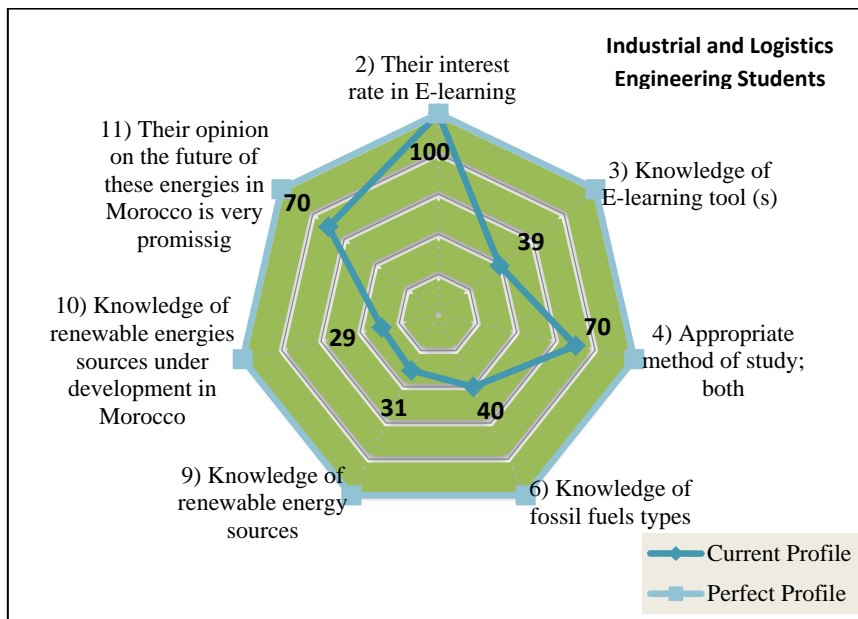 Industrial and Logistics
Engineering Students
2) Their interest
rate in E-learning
100
3) Knowledge of
E-learning tool (s)
39
70
4) Appropriate
method of study;
both
40
6) Knowledge of
fossil fuels types
31
9) Knowledge of
renewable energy
sources
29
10) Knowledge of
renewable energies
sources under
development in
Morocco
70
11) Their opinion
on the future of
these energies in
Morocco is very
promissig
Current Profile
Perfect Profile